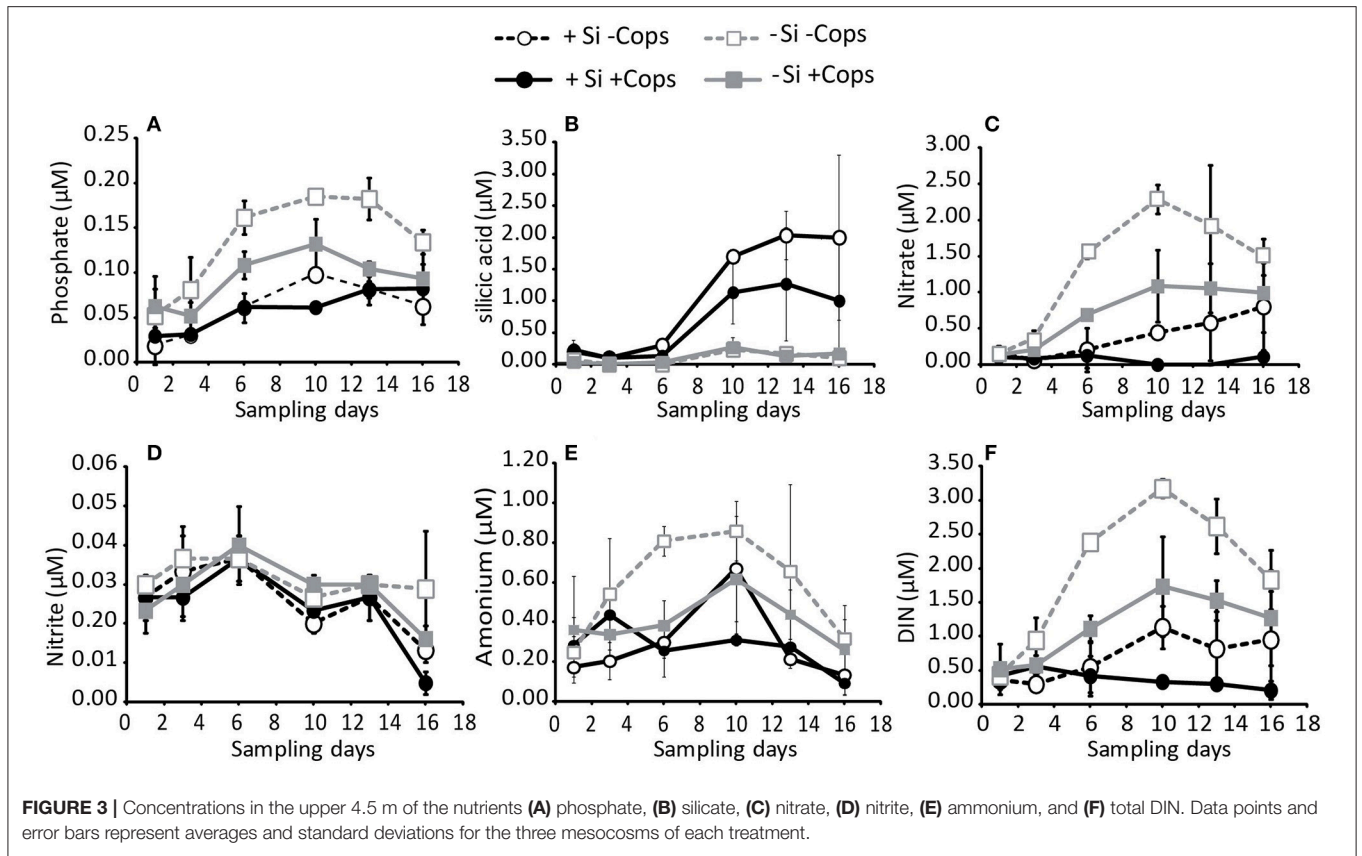 + Si -Cops
-Si -Cops
+ Si +Cops
-Si +Cops
A
Phosphate (µM)
0.25
0.20
0.15
0.10
0.05
0.00
0 2 4 6 8 10 12 14 16 18
Sampling days
B
silicic acid (µM)
3.50
3.00
2.50
2.00
1.50
1.00
0.50
0.00
0 2 4 6 8 10 12 14 16 18
Sampling days
C
Nitrate (µM)
3.00
2.50
2.00
1.50
1.00
0.50
0.00
0 2 4 6 8 10 12 14 16 18
Sampling days
D
Nitrite (µM)
0.06
0.05
0.04
0.03
0.02
0.01
0.00
0 2 4 6 8 10 12 14 16 18
Sampling days
E
Amonium (µM)
1.20
1.00
0.80
0.60
0.40
0.20
0.00
0 2 4 6 8 10 12 14 16 18
Sampling days
F
DIN (µM)
3.50
3.00
2.50
2.00
1.50
1.00
0.50
0.00
0 2 4 6 8 10 12 14 16 18
Sampling days
FIGURE 3 | Concentrations in the upper 4.5 m of the nutrients (A) phosphate, (B) silicate, (C) nitrate, (D) nitrite, (E) ammonium, and (F) total DIN. Data points and
error bars represent averages and standard deviations for the three mesocosms of each treatment.